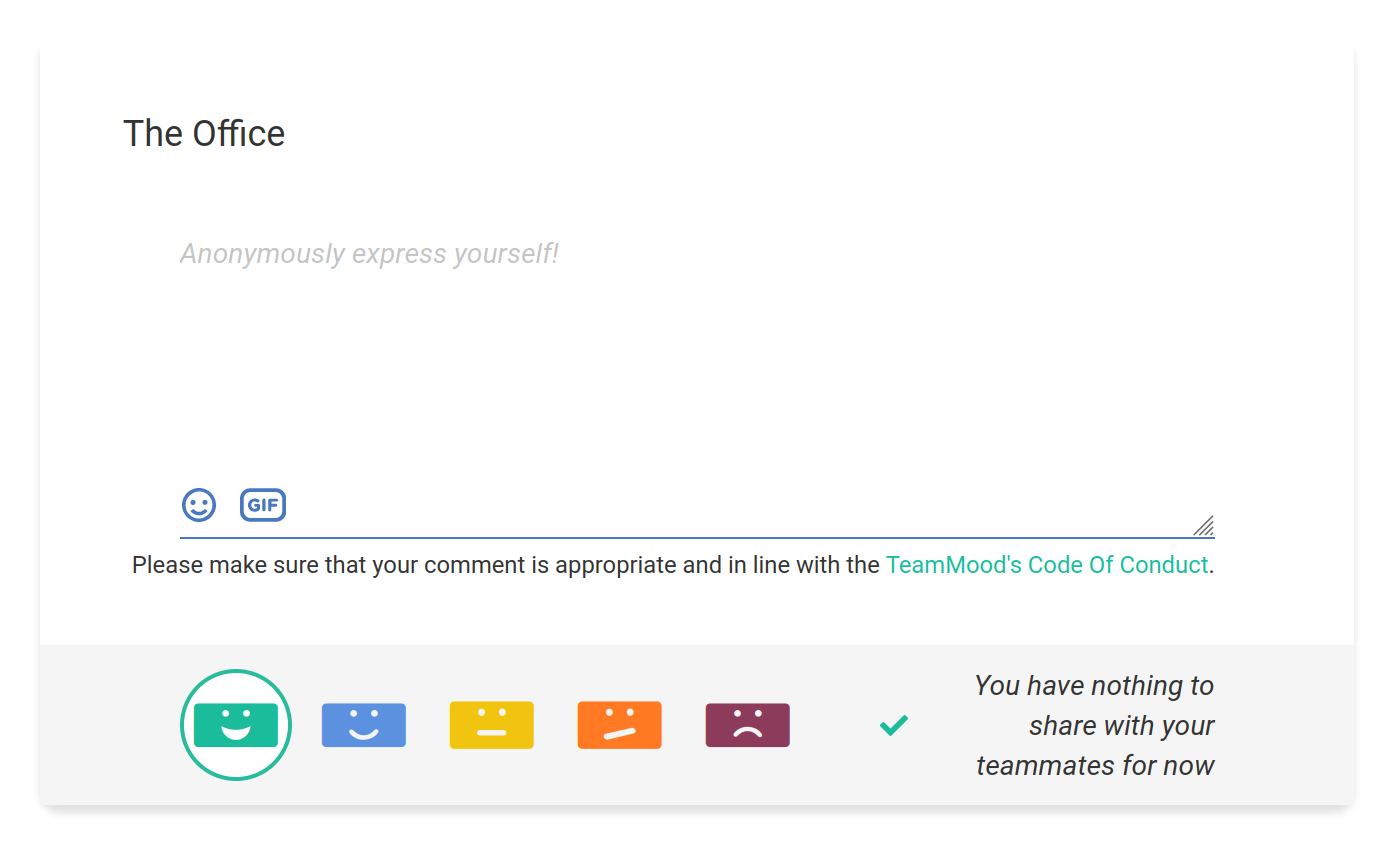 The Office
Anonymously express yourself!
GIF
Please make sure that your comment is appropriate and in line with the TeamMood's Code Of Conduct.
You have nothing to
share with your
teammates for now